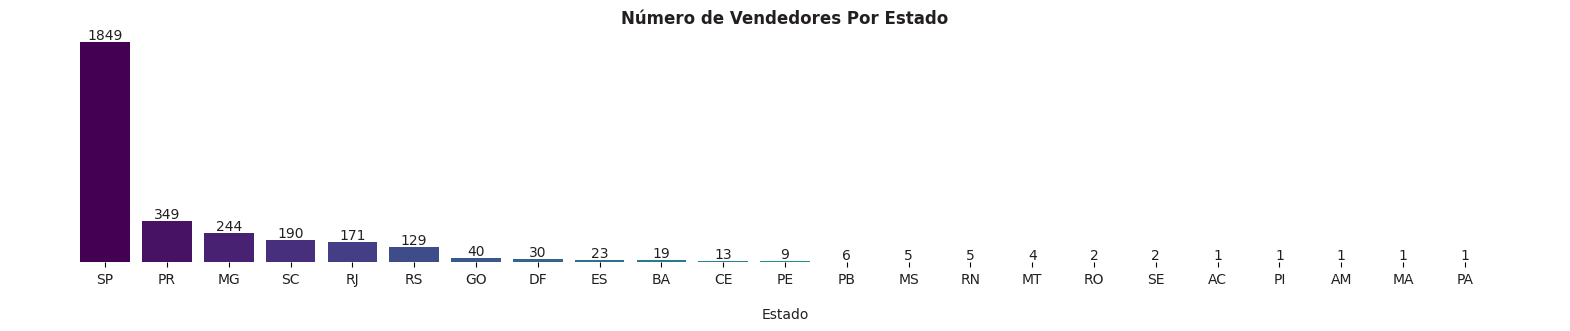 Número de Vendedores Por Estado
1849 349 244 190 171 129 40 30 23 19 13 9 6 5 5 4 2 2 1 1 1 1 1
SP PR MG SC RJ RS GO DF ES BA CE PE PB MS RN MT RO SE AC PI AM MA PA
Estado